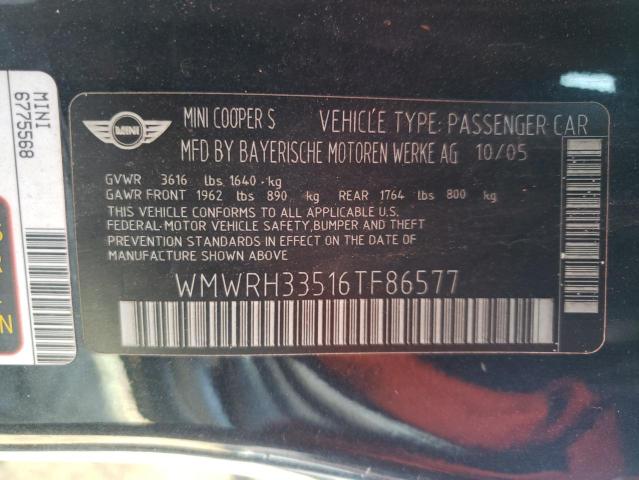 MINI
6775568
MINI
MINI COOPER S VEHICLE TYPE: PASSENGER CAR
MFD BY BAYERISCHE MOTOREN WERKE AG 10/05
GVWR 3616 lbs 1640 kg
GAWR FRONT 1962 lbs 890 kg REAR 1764 lbs 800 kg
THIS VEHICLE CONFORMS TO ALL APPLICABLE U.S.
FEDERAL-MOTOR VEHICLE SAFETY,BUMPER AND THEFT
PREVENTION STANDARDS IN EFFECT ON THE DATE OF
MANUFACTURE SHOWN ABOVE.
WMWRH33516TF86577